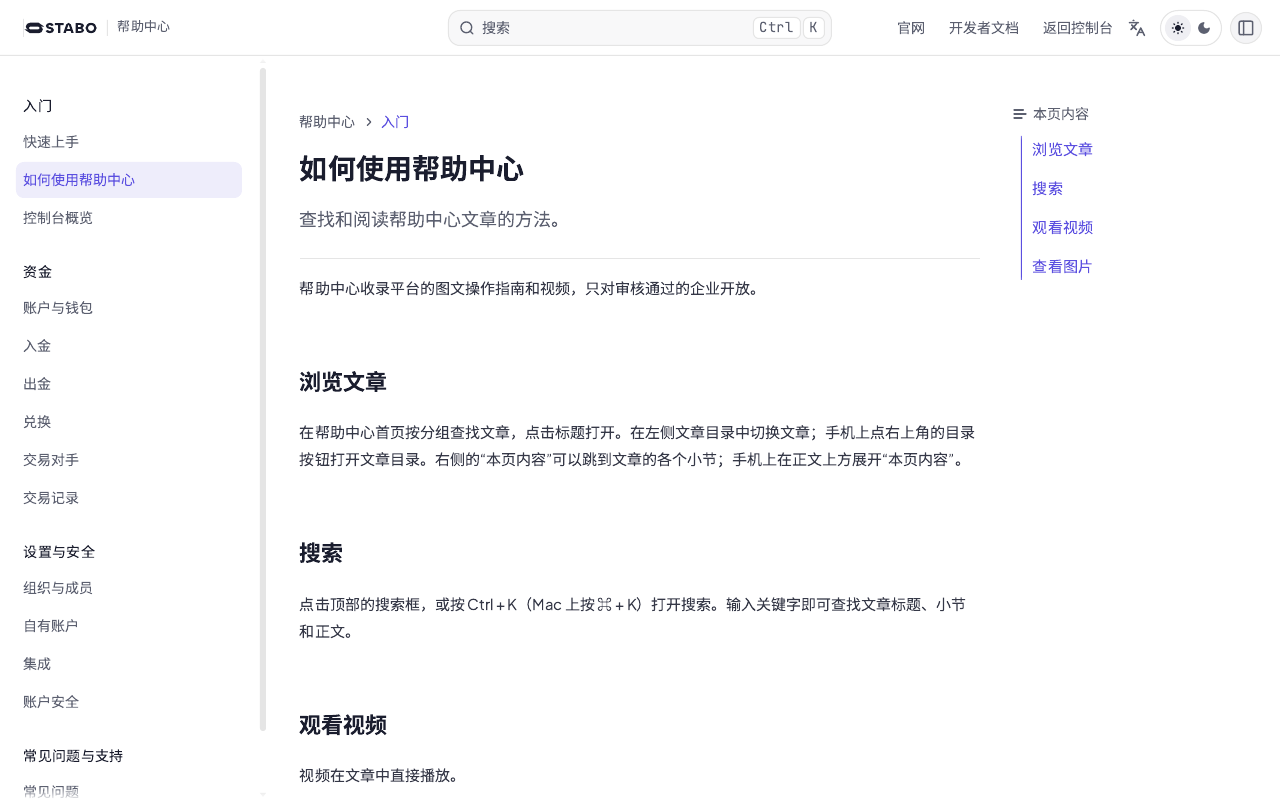 STABO 帮助中心 搜索 Ctrl K 官网 开发者文档 返回控制台
入门
快速上手
如何使用帮助中心
控制台概览
资金
账户与钱包
入金
出金
兑换
交易对手
交易记录
设置与安全
组织与成员
自有账户
集成
账户安全
常见问题与支持
常见问题
帮助中心 > 入门
如何使用帮助中心
查找和阅读帮助中心文章的方法。
帮助中心收录平台的图文操作指南和视频，只对审核通过的企业开放。
浏览文章
在帮助中心首页按分组查找文章，点击标题打开。在左侧文章目录中切换文章；手机上点右上角的目录
按钮打开文章目录。右侧的“本页内容”可以跳到文章的各个小节；手机上在正文上方展开“本页内容”。
搜索
点击顶部的搜索框，或按 Ctrl + K（Mac 上按 ⌘ + K）打开搜索。输入关键字即可查找文章标题、小节
和正文。
观看视频
视频在文章中直接播放。
本页内容
浏览文章
搜索
观看视频
查看图片